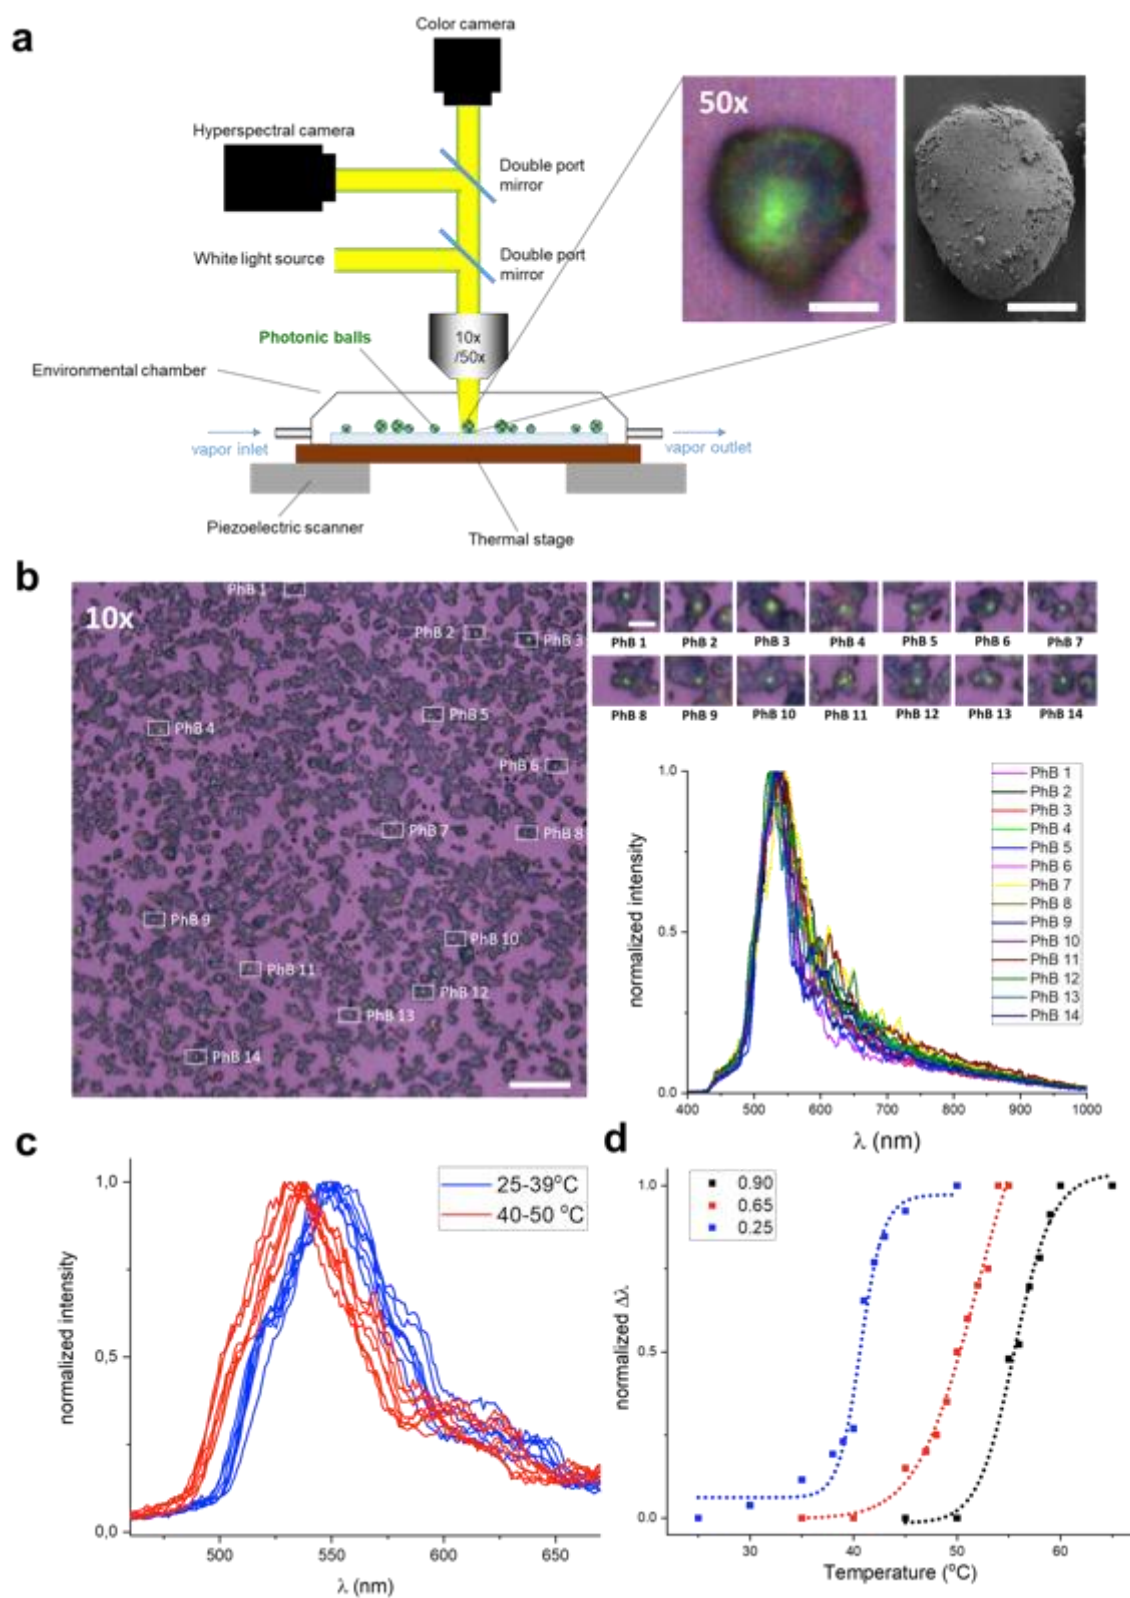 a
Color camera
Hyperspectral camera
Double port
mirror
White light source
Double port
mirror
Photonic balls
10x
/50x
Environmental chamber
vapor inlet
vapor outlet
Piezoelectric scanner
Thermal stage
50x
b
10x
PhB 1
PhB 2
PhB 3
PhB 4
PhB 5
PhB 6
PhB 7
PhB 8
PhB 9
PhB 10
PhB 11
PhB 12
PhB 13
PhB 14
PhB 1 PhB 2 PhB 3 PhB 4 PhB 5 PhB 6 PhB 7
PhB 8 PhB 9 PhB 10 PhB 11 PhB 12 PhB 13 PhB 14
normalized intensity
1.0
0.5
0.0
400 500 600 700 800 900 1000
λ (nm)
PhB 1
PhB 2
PhB 3
PhB 4
PhB 5
PhB 6
PhB 7
PhB 8
PhB 9
PhB 10
PhB 11
PhB 12
PhB 13
PhB 14
c
normalized intensity
1,0
0,5
0,0
500 550 600 650
λ (nm)
25-39°C
40-50 °C
d
normalized Δλ
1.0
0.5
0.0
30 40 50 60
Temperature (°C)
0.90
0.65
0.25